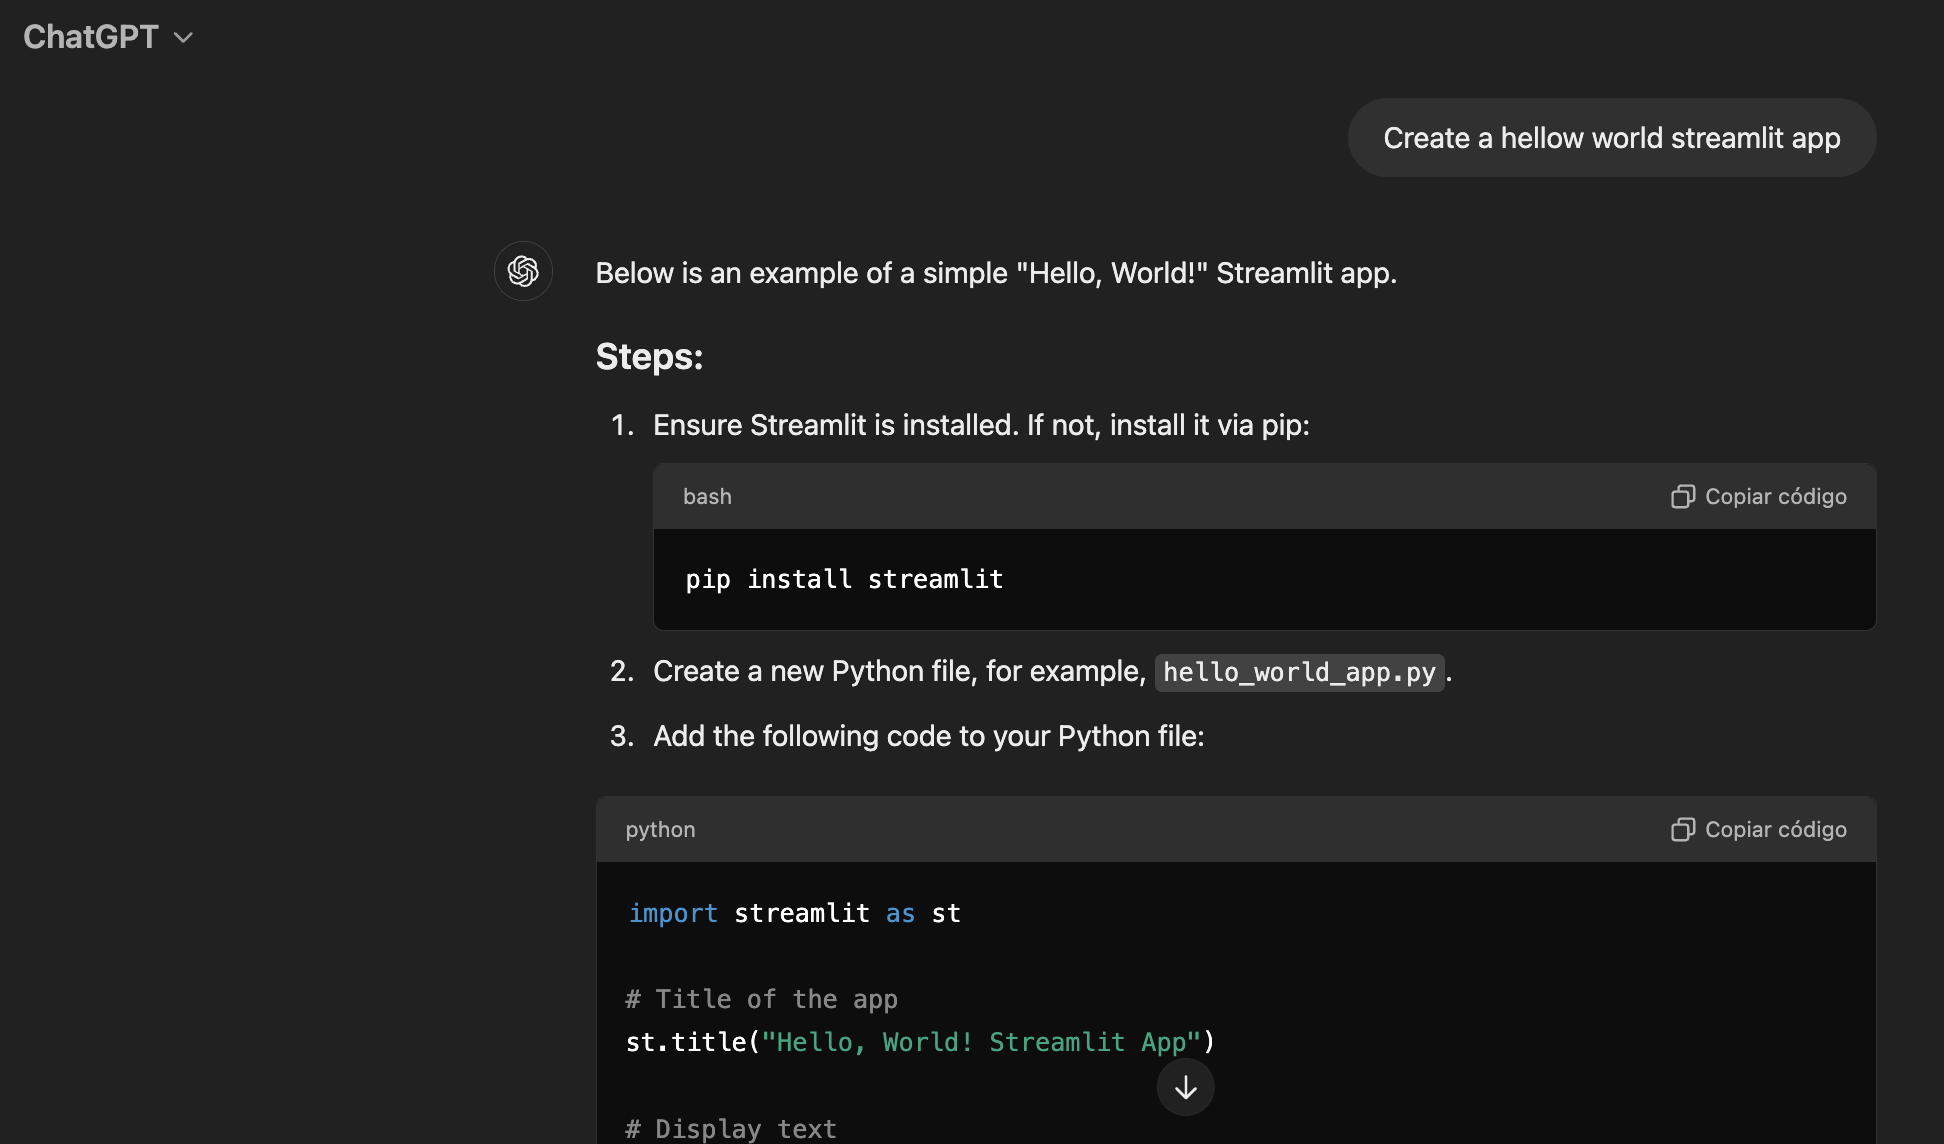 ChatGPT
Create a hellow world streamlit app
Below is an example of a simple "Hello, World!" Streamlit app.
Steps:
1. Ensure Streamlit is installed. If not, install it via pip:
bash
Copiar código
pip install streamlit
2. Create a new Python file, for example, hello_world_app.py.
3. Add the following code to your Python file:
python
Copiar código
import streamlit as st
# Title of the app
st.title("Hello, World! Streamlit App")
# Display text